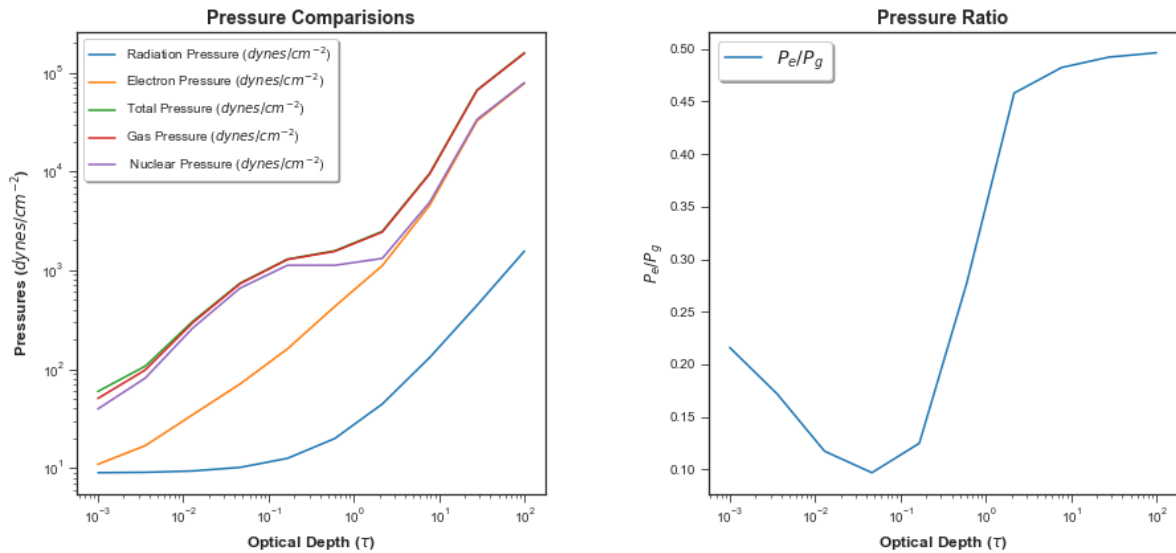 Pressure Comparisions
Radiation Pressure (dynes/cm⁻²)
Electron Pressure (dynes/cm⁻²)
Total Pressure (dynes/cm⁻²)
Gas Pressure (dynes/cm⁻²)
Nuclear Pressure (dynes/cm⁻²)
Pressures (dynes/cm⁻²)
10⁵
10⁴
10³
10²
10¹
10⁻³ 10⁻² 10⁻¹ 10⁰ 10¹ 10²
Optical Depth (τ)
Pressure Ratio
Pₑ/P_g
Pₑ/P_g
0.50
0.45
0.40
0.35
0.30
0.25
0.20
0.15
0.10
10⁻³ 10⁻² 10⁻¹ 10⁰ 10¹ 10²
Optical Depth (τ)